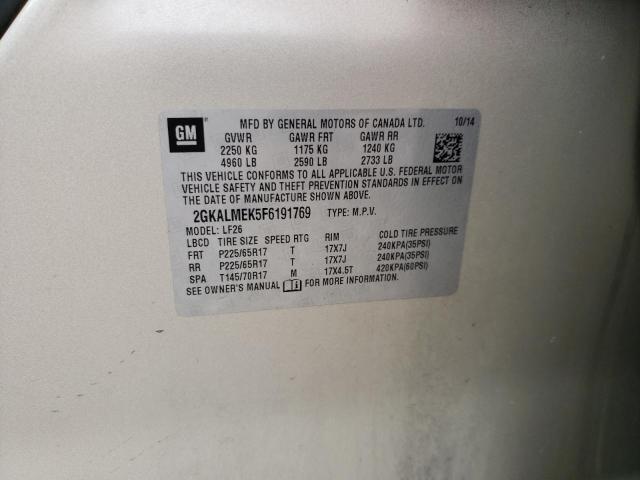 GM
MFD BY GENERAL MOTORS OF CANADA LTD. 10/14
GVWR GAWR FRT GAWR RR
2250 KG 1175 KG 1240 KG
4960 LB 2590 LB 2733 LB
THIS VEHICLE CONFORMS TO ALL APPLICABLE U.S. FEDERAL MOTOR
VEHICLE SAFETY AND THEFT PREVENTION STANDARDS IN EFFECT ON
THE DATE OF MANUFACTURE SHOWN ABOVE.
2GKALMEK5F6191769 TYPE: M.P.V.
MODEL: LF26
LBCD TIRE SIZE SPEED RTG RIM COLD TIRE PRESSURE
FRT P225/65R17 T 17X7J 240KPA(35PSI)
RR P225/65R17 T 17X7J 240KPA(35PSI)
SPA T145/70R17 M 17X4.5T 420KPA(60PSI)
SEE OWNER'S MANUAL FOR MORE INFORMATION.